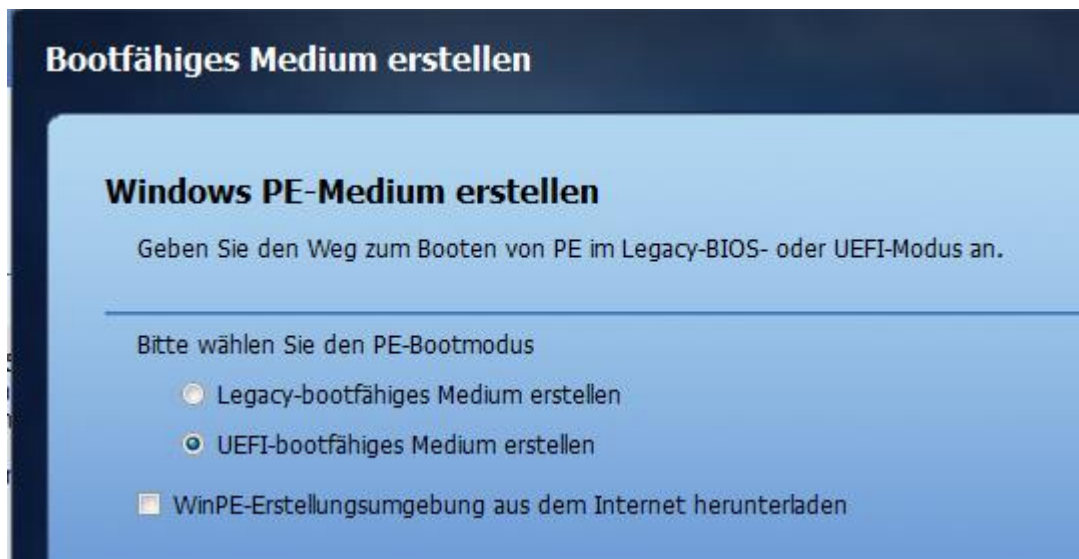 Bootfähiges Medium erstellen
Windows PE-Medium erstellen
Geben Sie den Weg zum Booten von PE im Legacy-BIOS- oder UEFI-Modus an.
Bitte wählen Sie den PE-Bootmodus
Legacy-bootfähiges Medium erstellen
UEFI-bootfähiges Medium erstellen
WinPE-Erstellungsumgebung aus dem Internet herunterladen